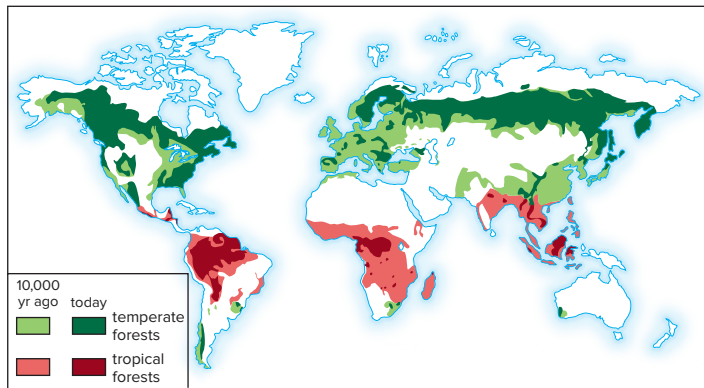 10,000
yr ago today
temperate
forests
tropical
forests